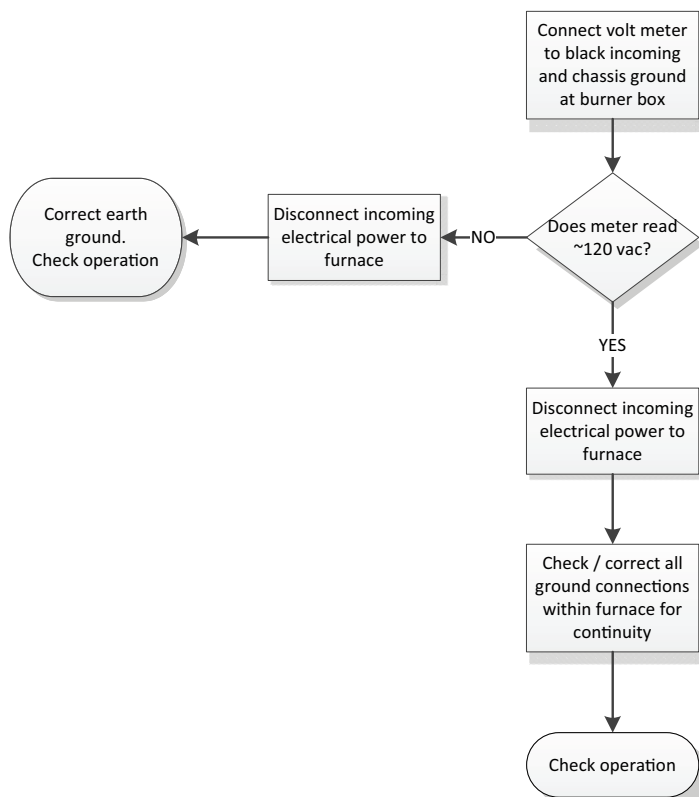 Connect volt meter
to black incoming
and chassis ground
at burner box
Does meter read
~120 vac?
NO
Disconnect incoming
electrical power to
furnace
Correct earth
ground.
Check operation
YES
Disconnect incoming
electrical power to
furnace
Check / correct all
ground connections
within furnace for
continuity
Check operation